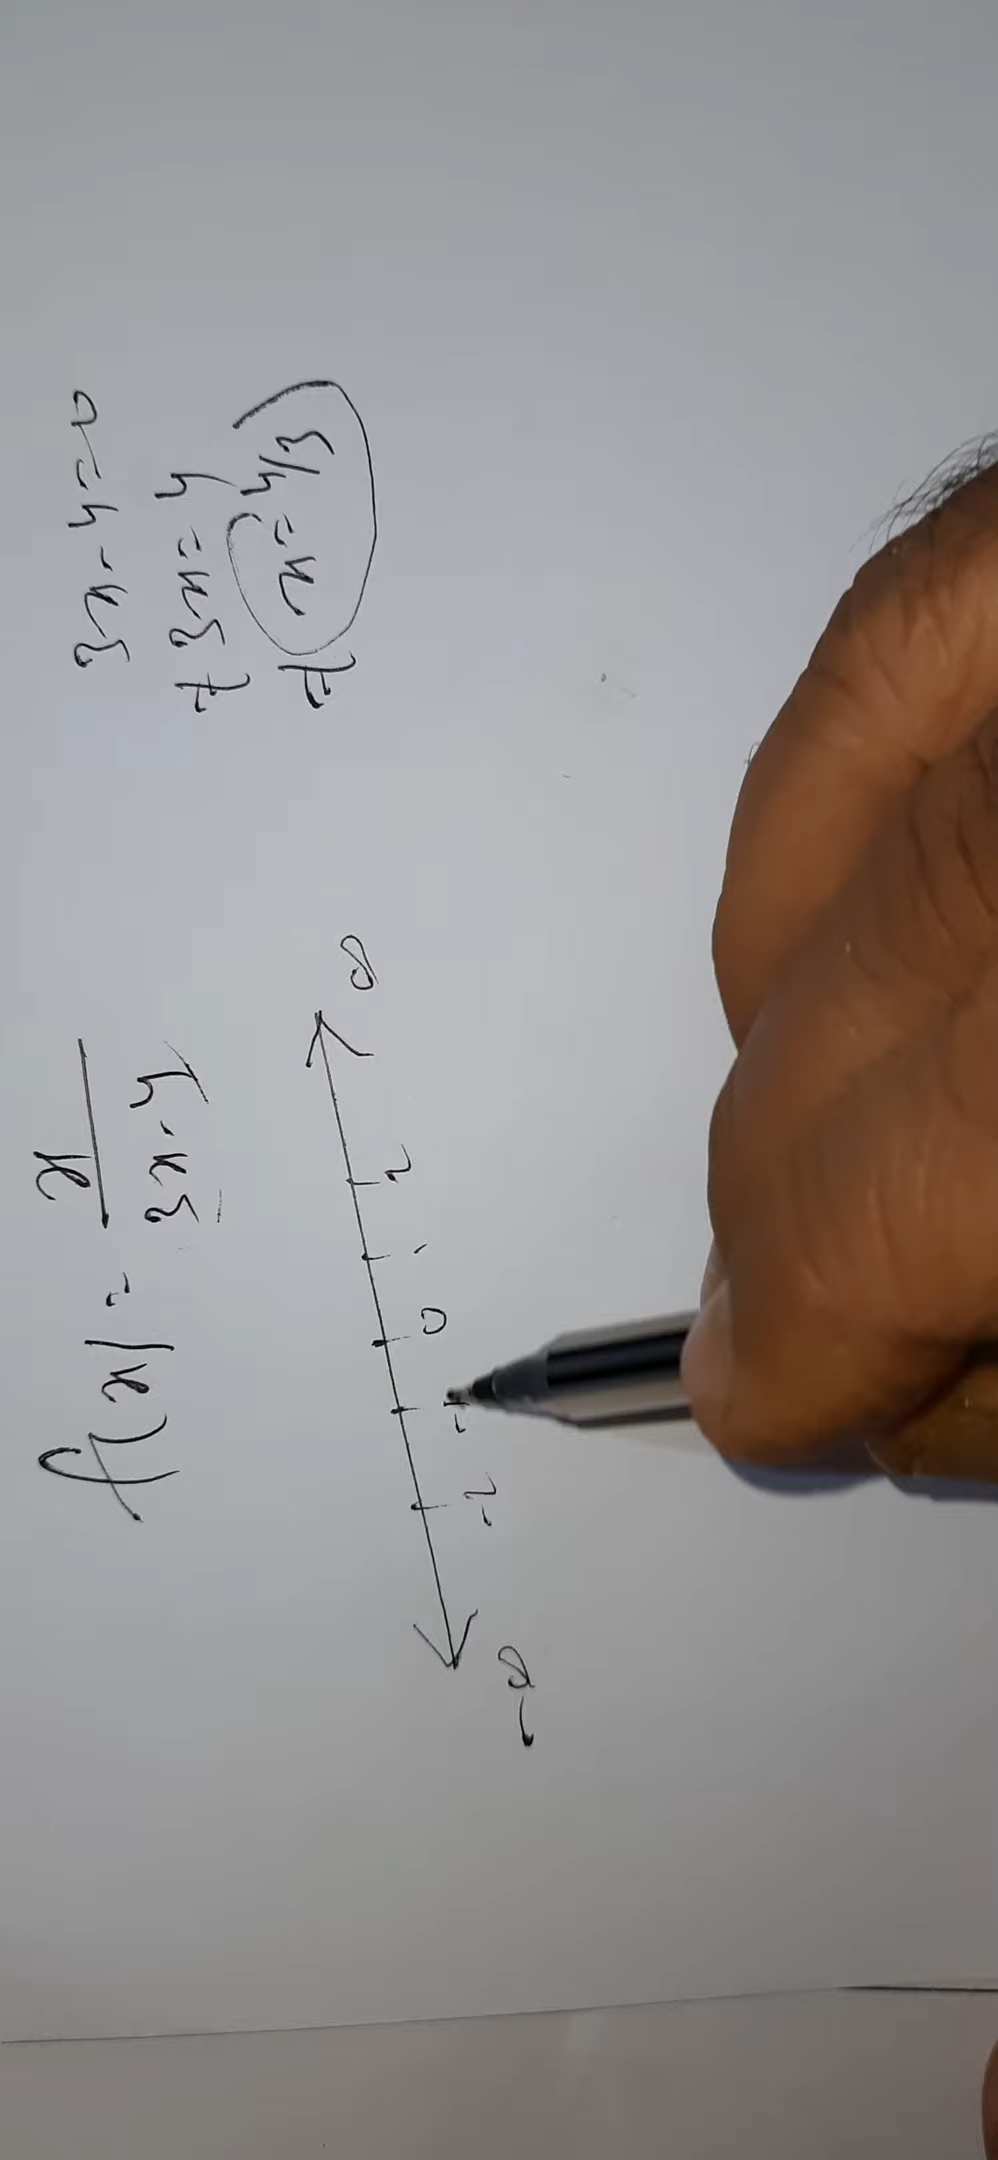 f(x) = x / 3x - 4
3x - 4 = 0
⇒ 3x = 4
⇒ x = 4/3
-∞ -2 -1 0 1 2 ∞